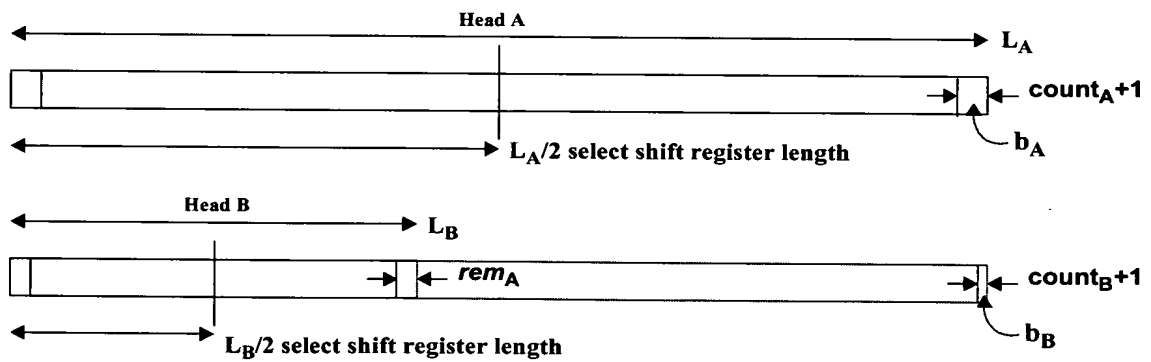 Head A
L_A
count_A+1
b_A
L_A/2 select shift register length
Head B
L_B
rem_A
count_B+1
b_B
L_B/2 select shift register length